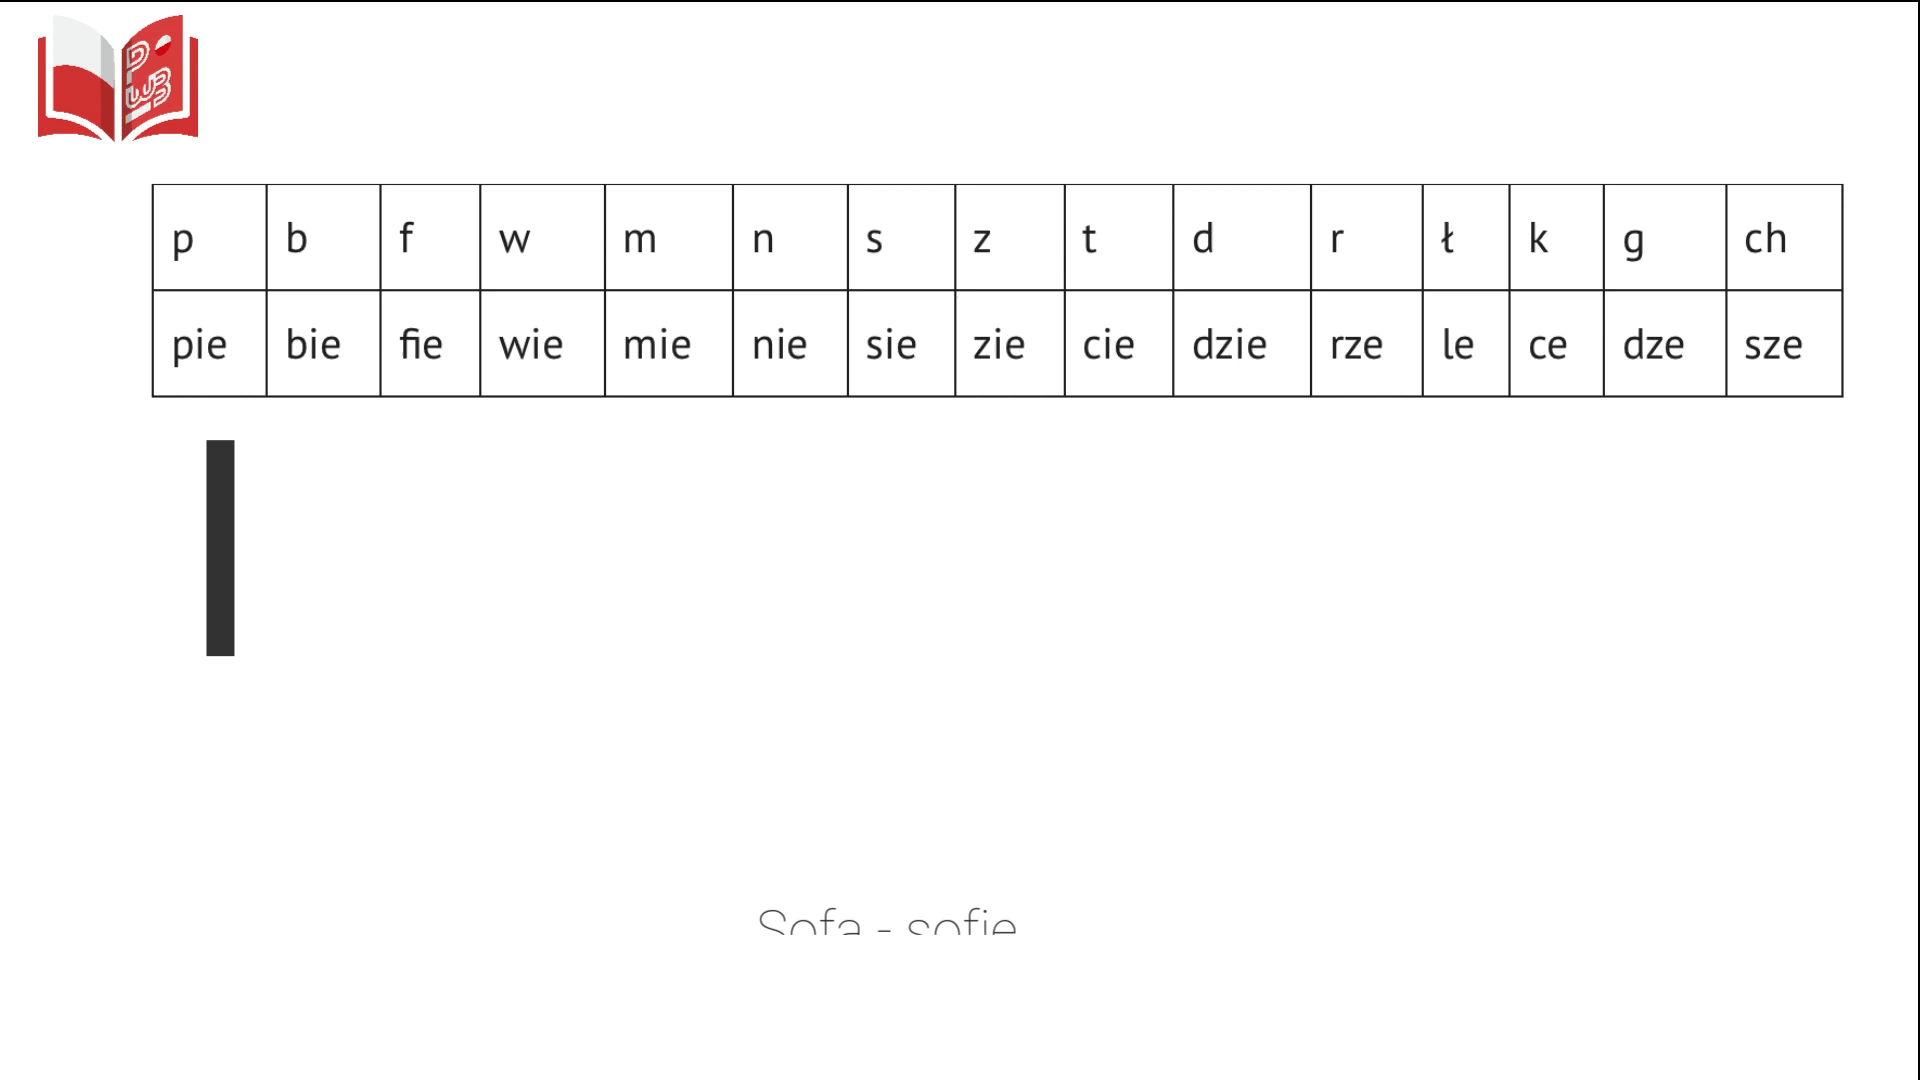 p b f w m n s z t d r ł k g ch
pie bie fie wie mie nie sie zie cie dzie rze le ce dze sze
Sofa - sofie